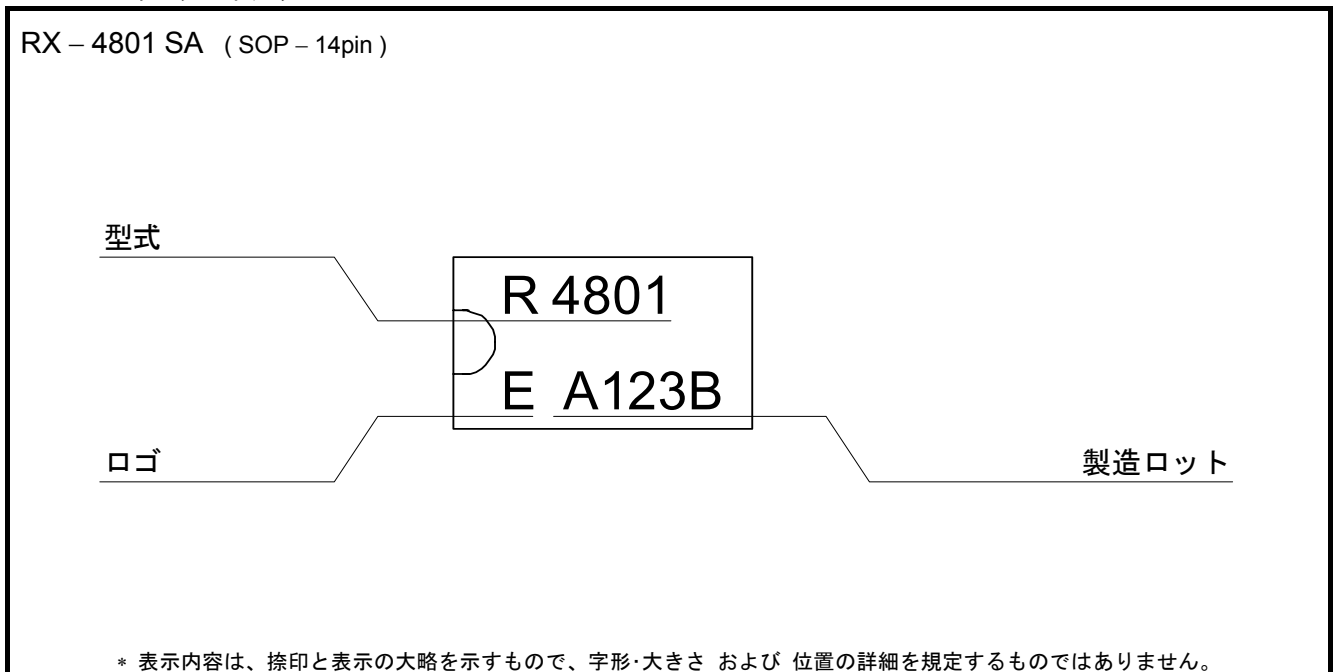 RX – 4801 SA ( SOP – 14pin )
型式
R 4801
E A123B
ロゴ
製造ロット
* 表示内容は、捺印と表示の大略を示すもので、字形･大きさ および 位置の詳細を規定するものではありません。